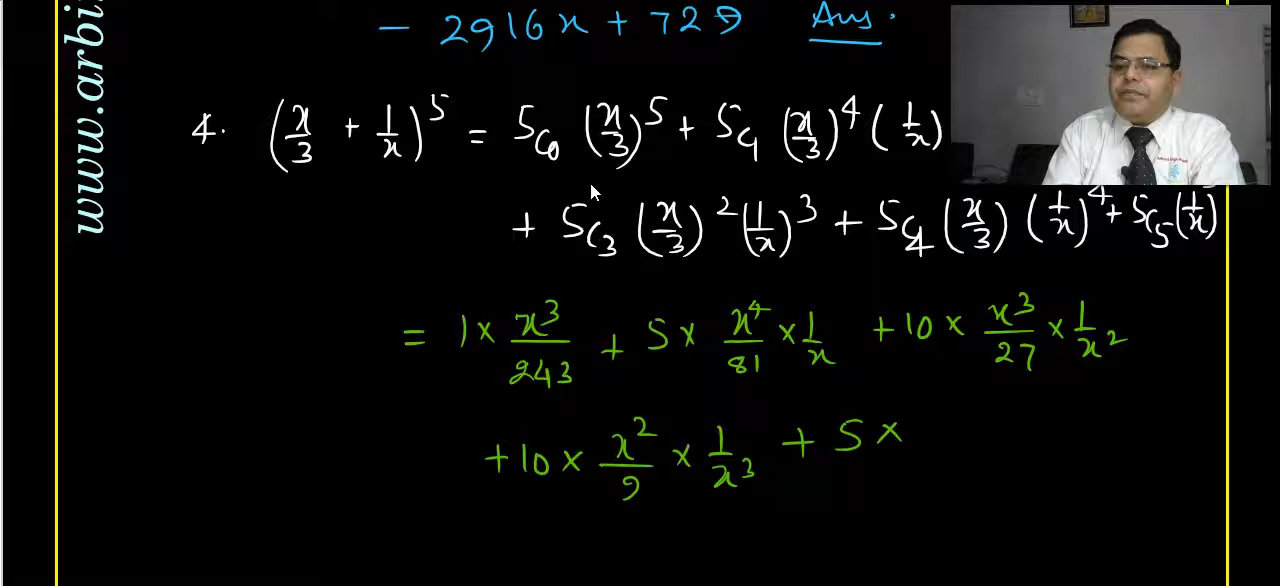 www.arbi
- 2916x + 729 Ans.
4. (x/3 + 1/x)^5 = 5C0 (x/3)^5 + 5C1 (x/3)^4 (1/x)
+ 5C3 (x/3)^2 (1/x)^3 + 5C4 (x/3) (1/x)^4 + 5C5 (1/x)
= 1 × x^3/243 + 5 × x^4/81 × 1/x + 10 × x^3/27 × 1/x^2
+ 10 × x^2/9 × 1/x^3 + 5 ×